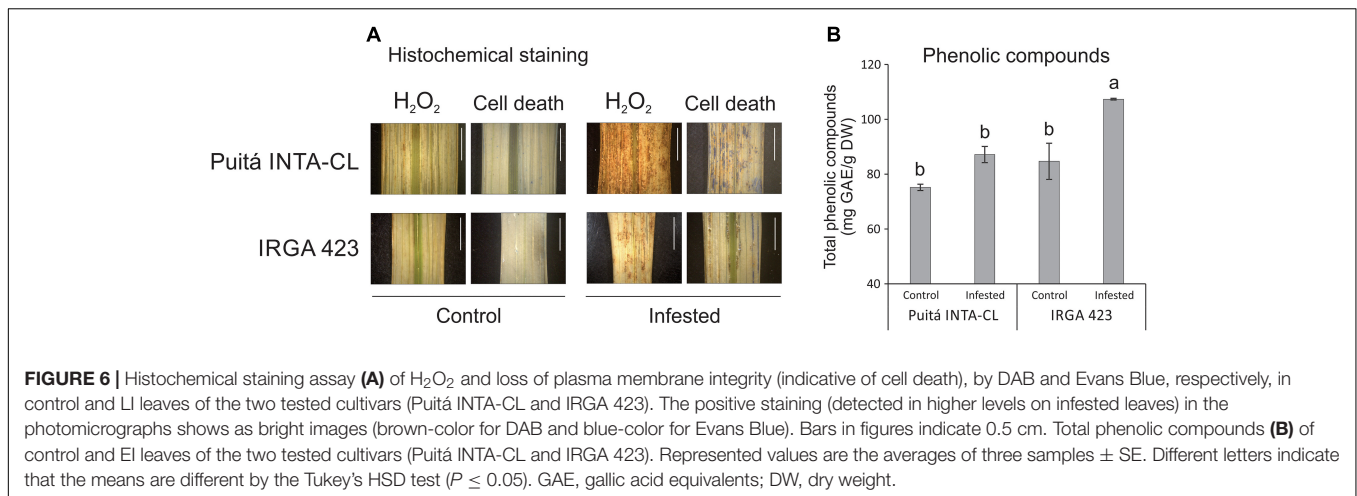 A
Histochemical staining
H₂O₂ Cell death H₂O₂ Cell death
Puitá INTA-CL
IRGA 423
Control Infested
B
Phenolic compounds
Total phenolic compounds
(mg GAE/g DW)
120
100
80
60
40
b
b
b
a
Control Infested Control Infested
Puitá INTA-CL IRGA 423
FIGURE 6 | Histochemical staining assay (A) of H₂O₂ and loss of plasma membrane integrity (indicative of cell death), by DAB and Evans Blue, respectively, in
control and LI leaves of the two tested cultivars (Puitá INTA-CL and IRGA 423). The positive staining (detected in higher levels on infested leaves) in the
photomicrographs shows as bright images (brown-color for DAB and blue-color for Evans Blue). Bars in figures indicate 0.5 cm. Total phenolic compounds (B) of
control and EI leaves of the two tested cultivars (Puitá INTA-CL and IRGA 423). Represented values are the averages of three samples ± SE. Different letters indicate
that the means are different by the Tukey's HSD test (P ≤ 0.05). GAE, gallic acid equivalents; DW, dry weight.